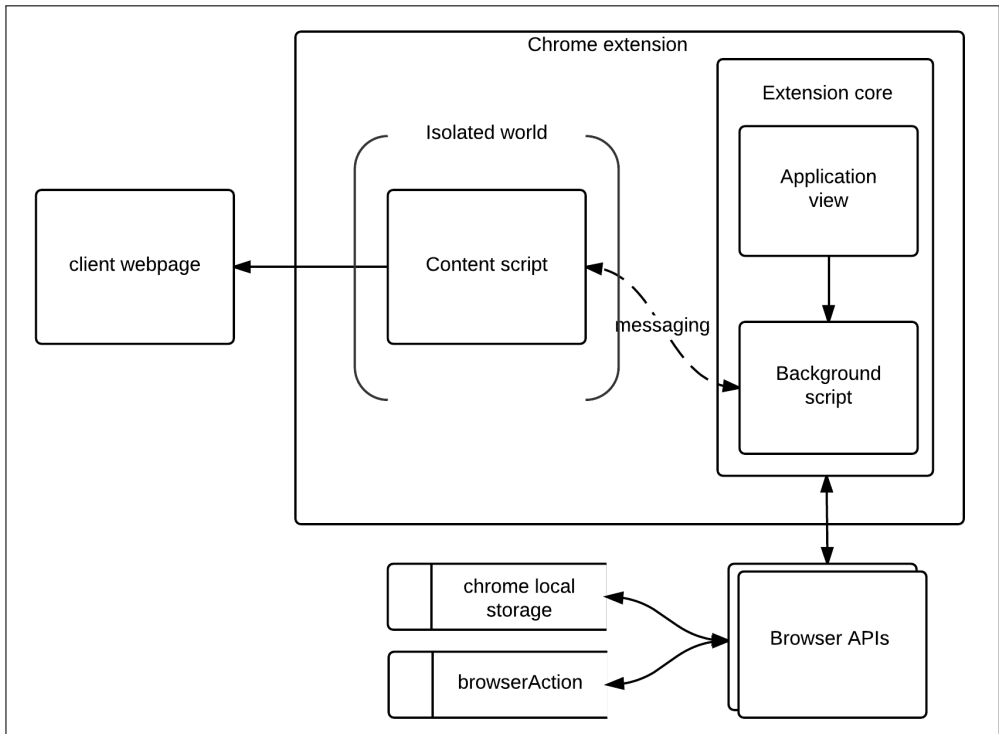 Chrome extension
Extension core
Isolated world
Application
view
client webpage
Content script
messaging
Background
script
chrome local
storage
Browser APIs
browserAction